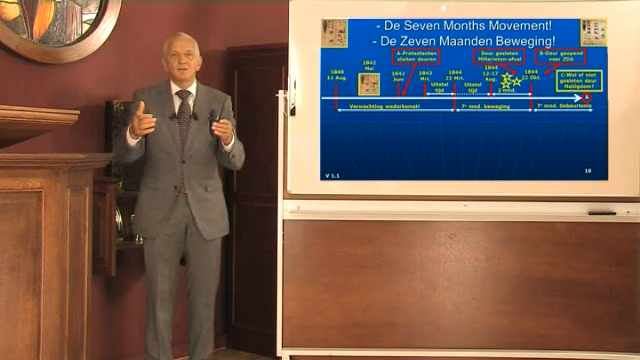 - De Seven Months Movement!
- De Zeven Maanden Beweging!
A-Protestanten
sluiten deuren
Deur gesloten
Millerieten-afval
B-Deur geopend
voor ZDA
1840
11 Aug.
1842
Mei
1842
Juni
1843
Mrt.
1844
22 Mrt.
1844
12-17
Aug.
1844
22 Okt.
C-Wel of niet
gesloten deur
Heiligdom?
Uitstel
tijd
Uitstel
tijd
2 mnd.
Verwachting wederkomst!
7e mnd. beweging
7e mnd. Gebeurtenis
V 1.1
16